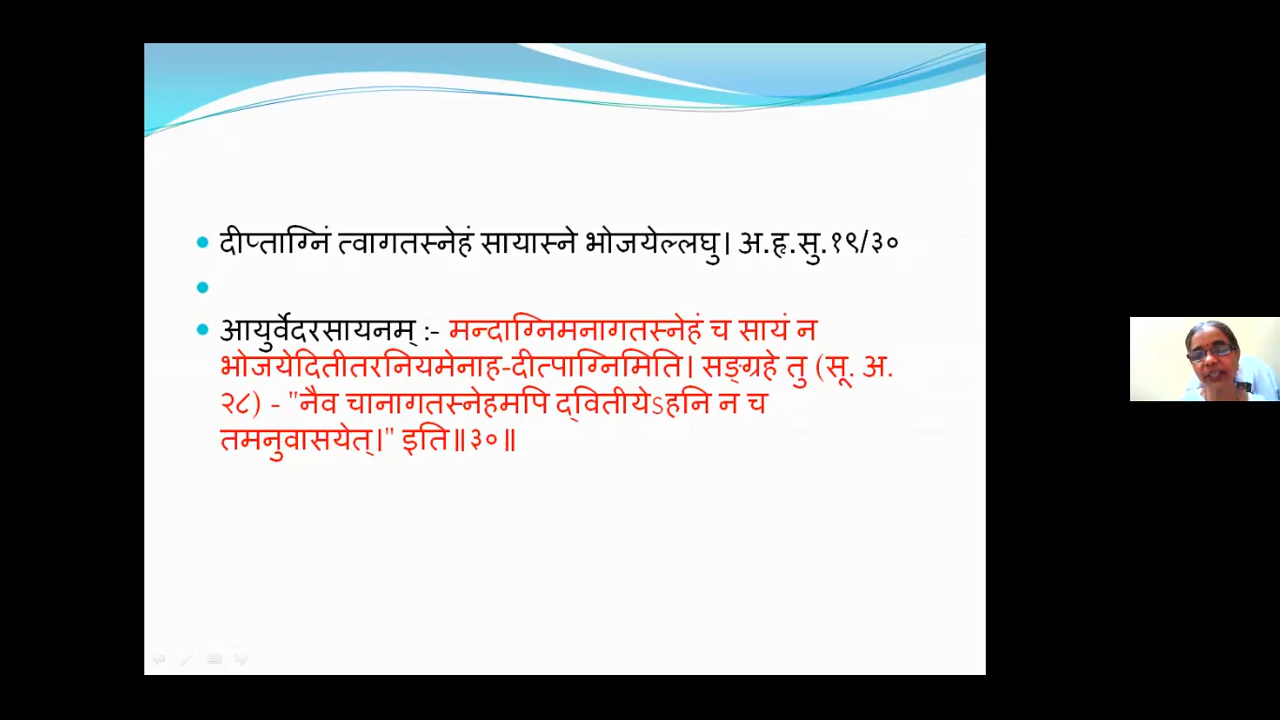 दीप्ताग्निं त्वागतस्नेहं सायास्ने भोजयेल्लघु। अ.हृ.सु.१९/३०
आयुर्वेदरसायनम् :- मन्दाग्निमनागतस्नेहं च सायं न
भोजयेदितीतरनियमेनाह-दीत्पाग्निमिति। सङ्ग्रहे तु (सू. अ.
२८) - "नैव चानागतस्नेहमपि द्वितीयेऽहनि न च
तमनुवासयेत्।" इति॥३०॥